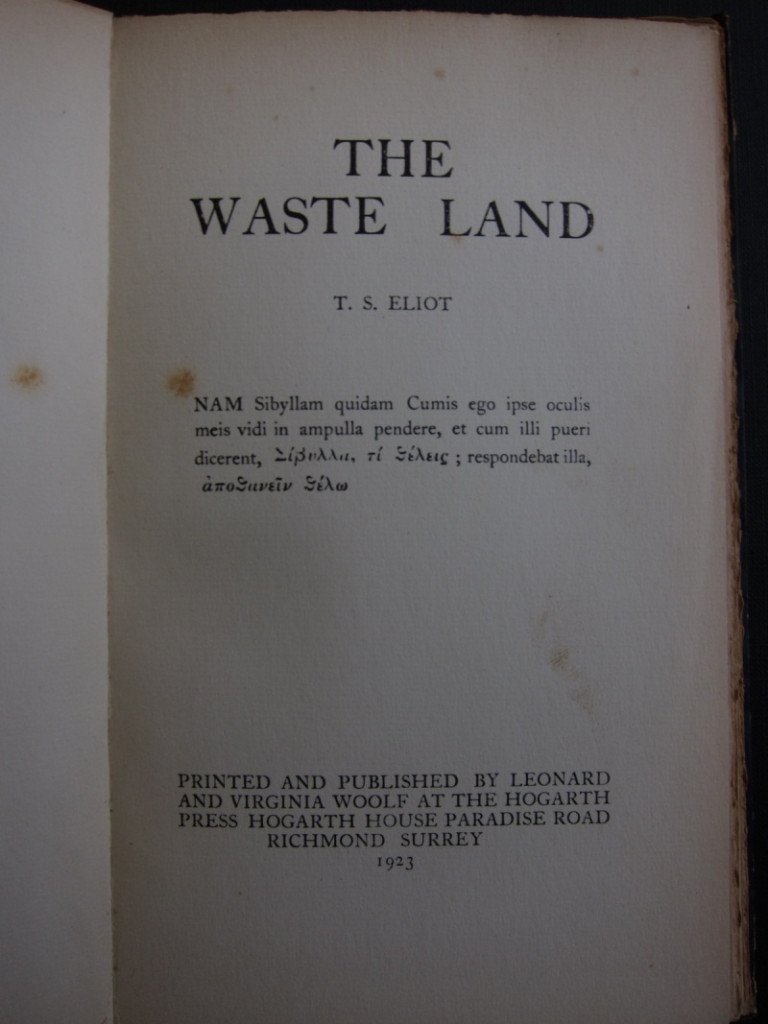 THE
WASTE LAND
T. S. ELIOT
NAM Sibyllam quidam Cumis ego ipse oculis
meis vidi in ampulla pendere, et cum illi pueri
dicerent, Σίβυλλα, τί ϑέλεις ; respondebat illa,
ἀποϑανεῖν ϑέλω
PRINTED AND PUBLISHED BY LEONARD
AND VIRGINIA WOOLF AT THE HOGARTH
PRESS HOGARTH HOUSE PARADISE ROAD
RICHMOND SURREY
1923